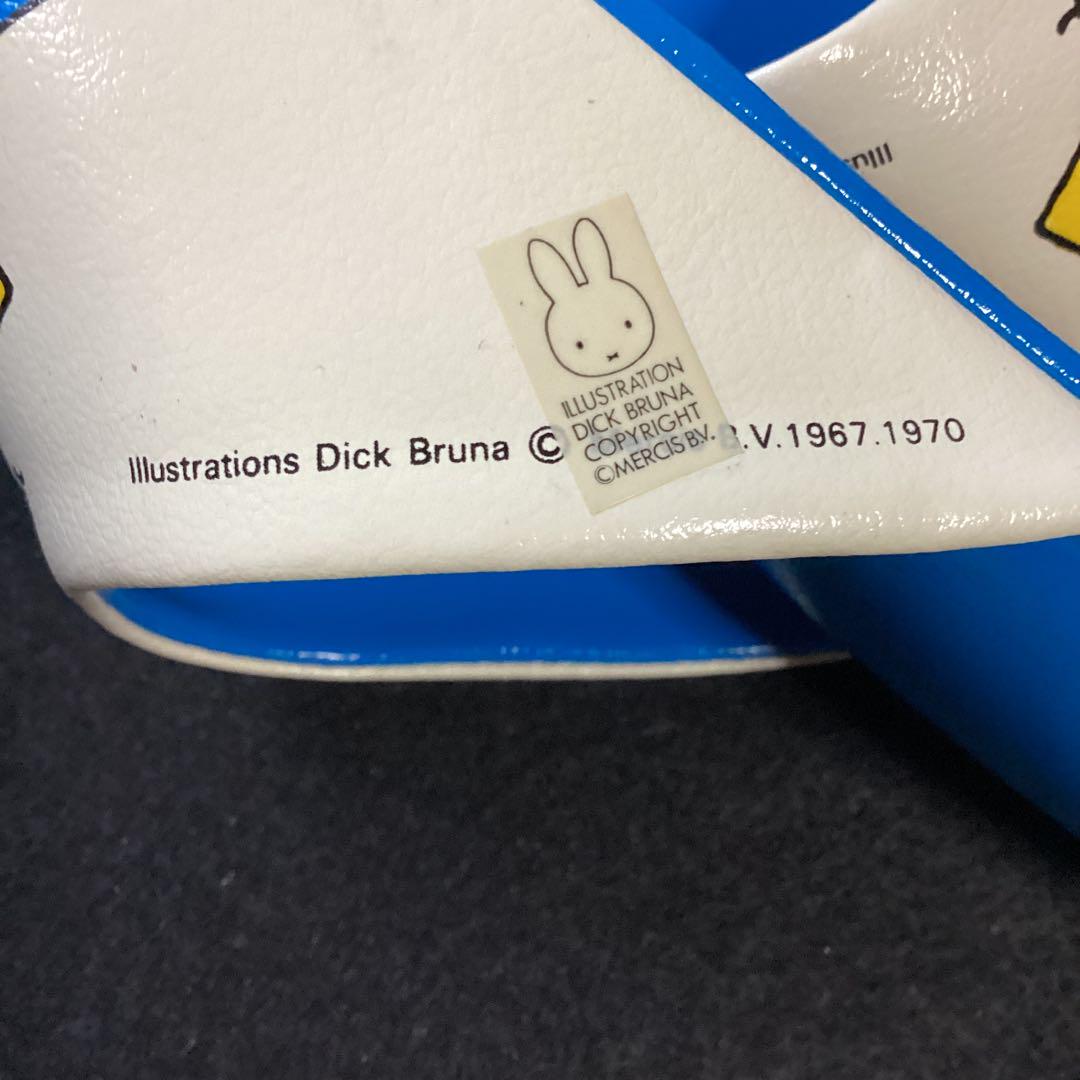 ILLUSTRATION
DICK BRUNA
COPYRIGHT
©MERCIS B.V.
Illustrations Dick Bruna © B.V.1967.1970